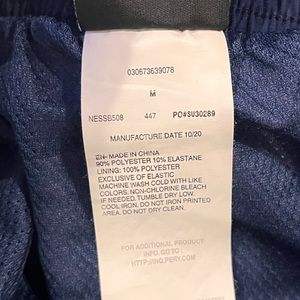 030673639078
M
NESSB508 447 PO#SU30289
MANUFACTURE DATE 10/20
EN- MADE IN CHINA
90% POLYESTER 10% ELASTANE
LINING: 100% POLYESTER
EXCLUSIVE OF ELASTIC
MACHINE WASH COLD WITH LIKE
COLORS. NON-CHLORINE BLEACH
IF NEEDED. TUMBLE DRY LOW.
COOL IRON. DO NOT IRON PRINTED
AREAS. DO NOT DRY CLEAN.
FOR ADDITIONAL PRODUCT
INFO. GO TO: